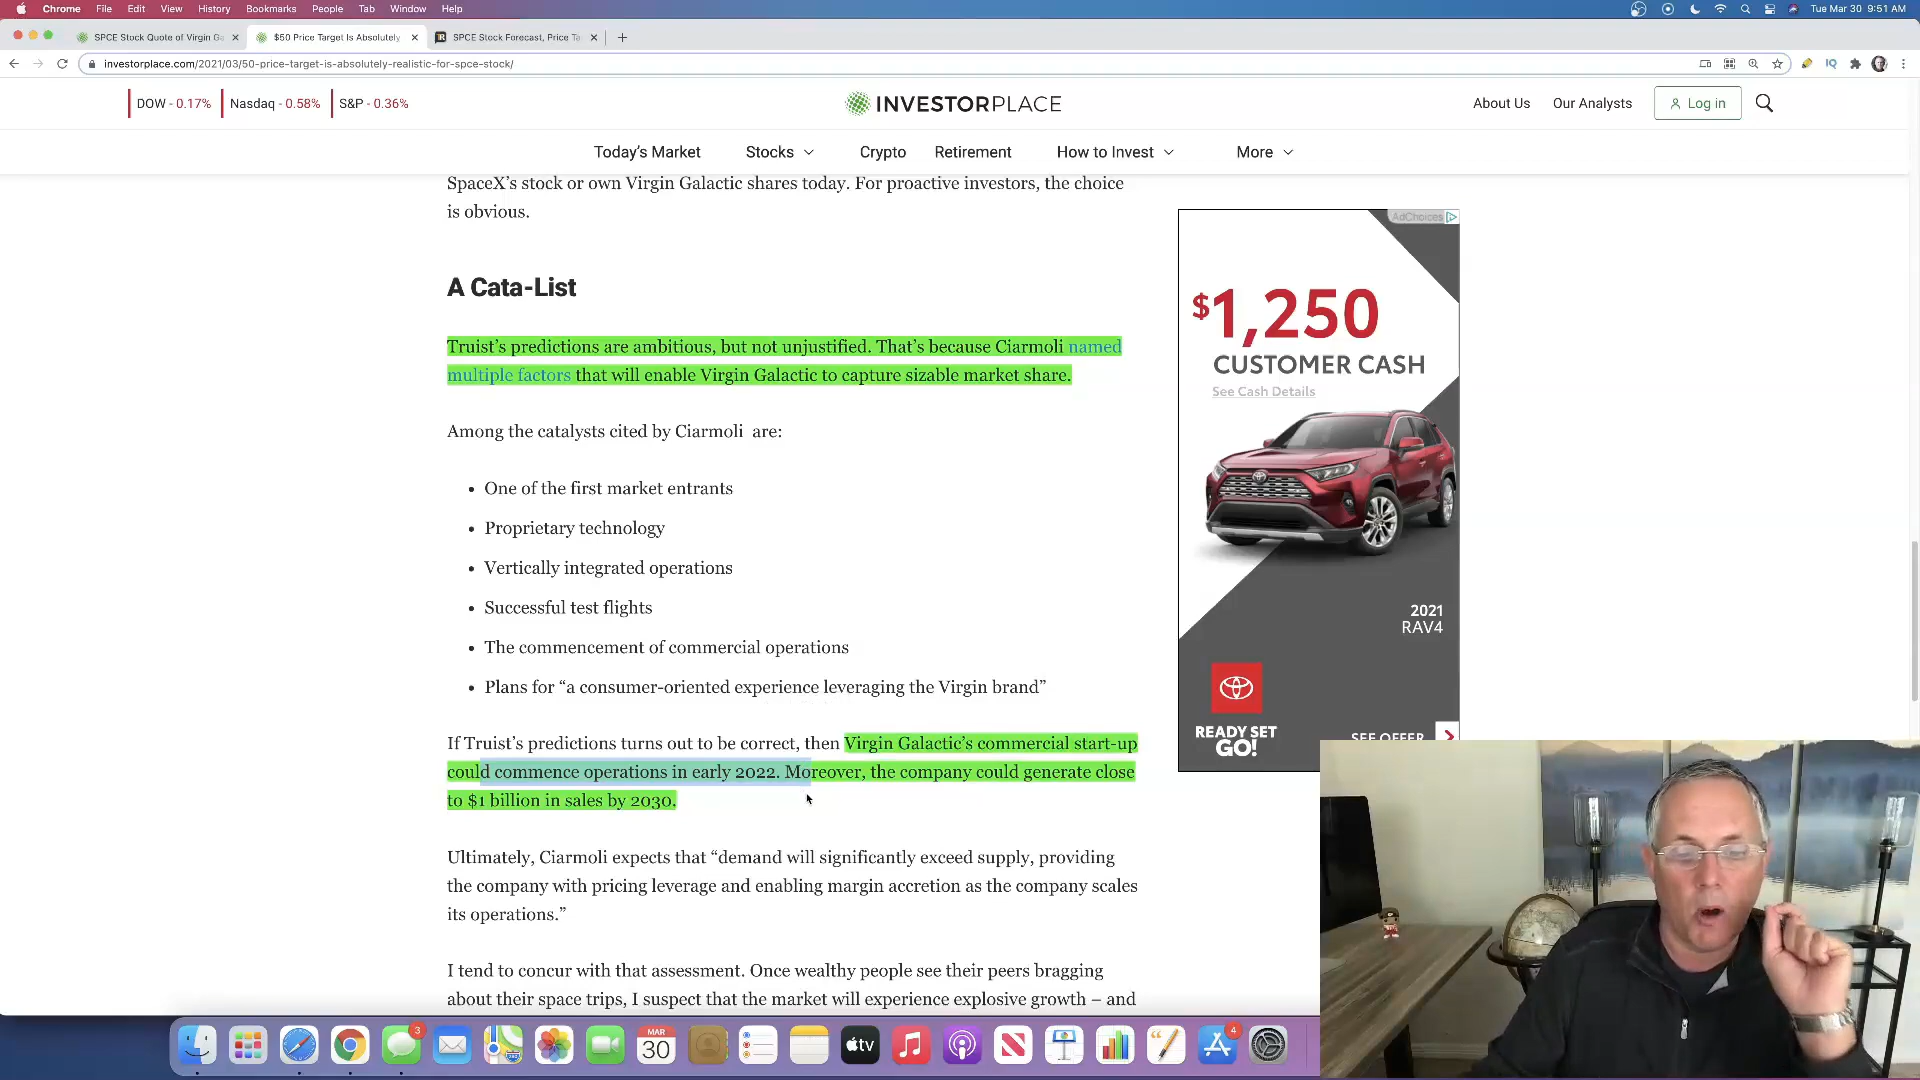 Chrome File Edit View History Bookmarks People Tab Window Help
Tue Mar 30 9:51 AM
SPCE Stock Quote of Virgin Ga
$50 Price Target Is Absolutely
SPCE Stock Forecast, Price Ta
investorplace.com/2021/03/50-price-target-is-absolutely-realistic-for-spce-stock/
DOW - 0.17% Nasdaq - 0.58% S&P - 0.36%
INVESTORPLACE
About Us Our Analysts Log in
Today's Market Stocks Crypto Retirement How to Invest More
SpaceX's stock or own Virgin Galactic shares today. For proactive investors, the choice
is obvious.
A Cata-List
Truist's predictions are ambitious, but not unjustified. That's because Ciarmoli named
multiple factors that will enable Virgin Galactic to capture sizable market share.
Among the catalysts cited by Ciarmoli are:
• One of the first market entrants
• Proprietary technology
• Vertically integrated operations
• Successful test flights
• The commencement of commercial operations
• Plans for “a consumer-oriented experience leveraging the Virgin brand”
If Truist's predictions turns out to be correct, then Virgin Galactic's commercial start-up
could commence operations in early 2022. Moreover, the company could generate close
to $1 billion in sales by 2030.
Ultimately, Ciarmoli expects that “demand will significantly exceed supply, providing
the company with pricing leverage and enabling margin accretion as the company scales
its operations.”
I tend to concur with that assessment. Once wealthy people see their peers bragging
about their space trips, I suspect that the market will experience explosive growth – and
AdChoices
$1,250
CUSTOMER CASH
See Cash Details
2021
RAV4
READY SET
GO!
SEE OFFER
3
MAR
30
tv
4